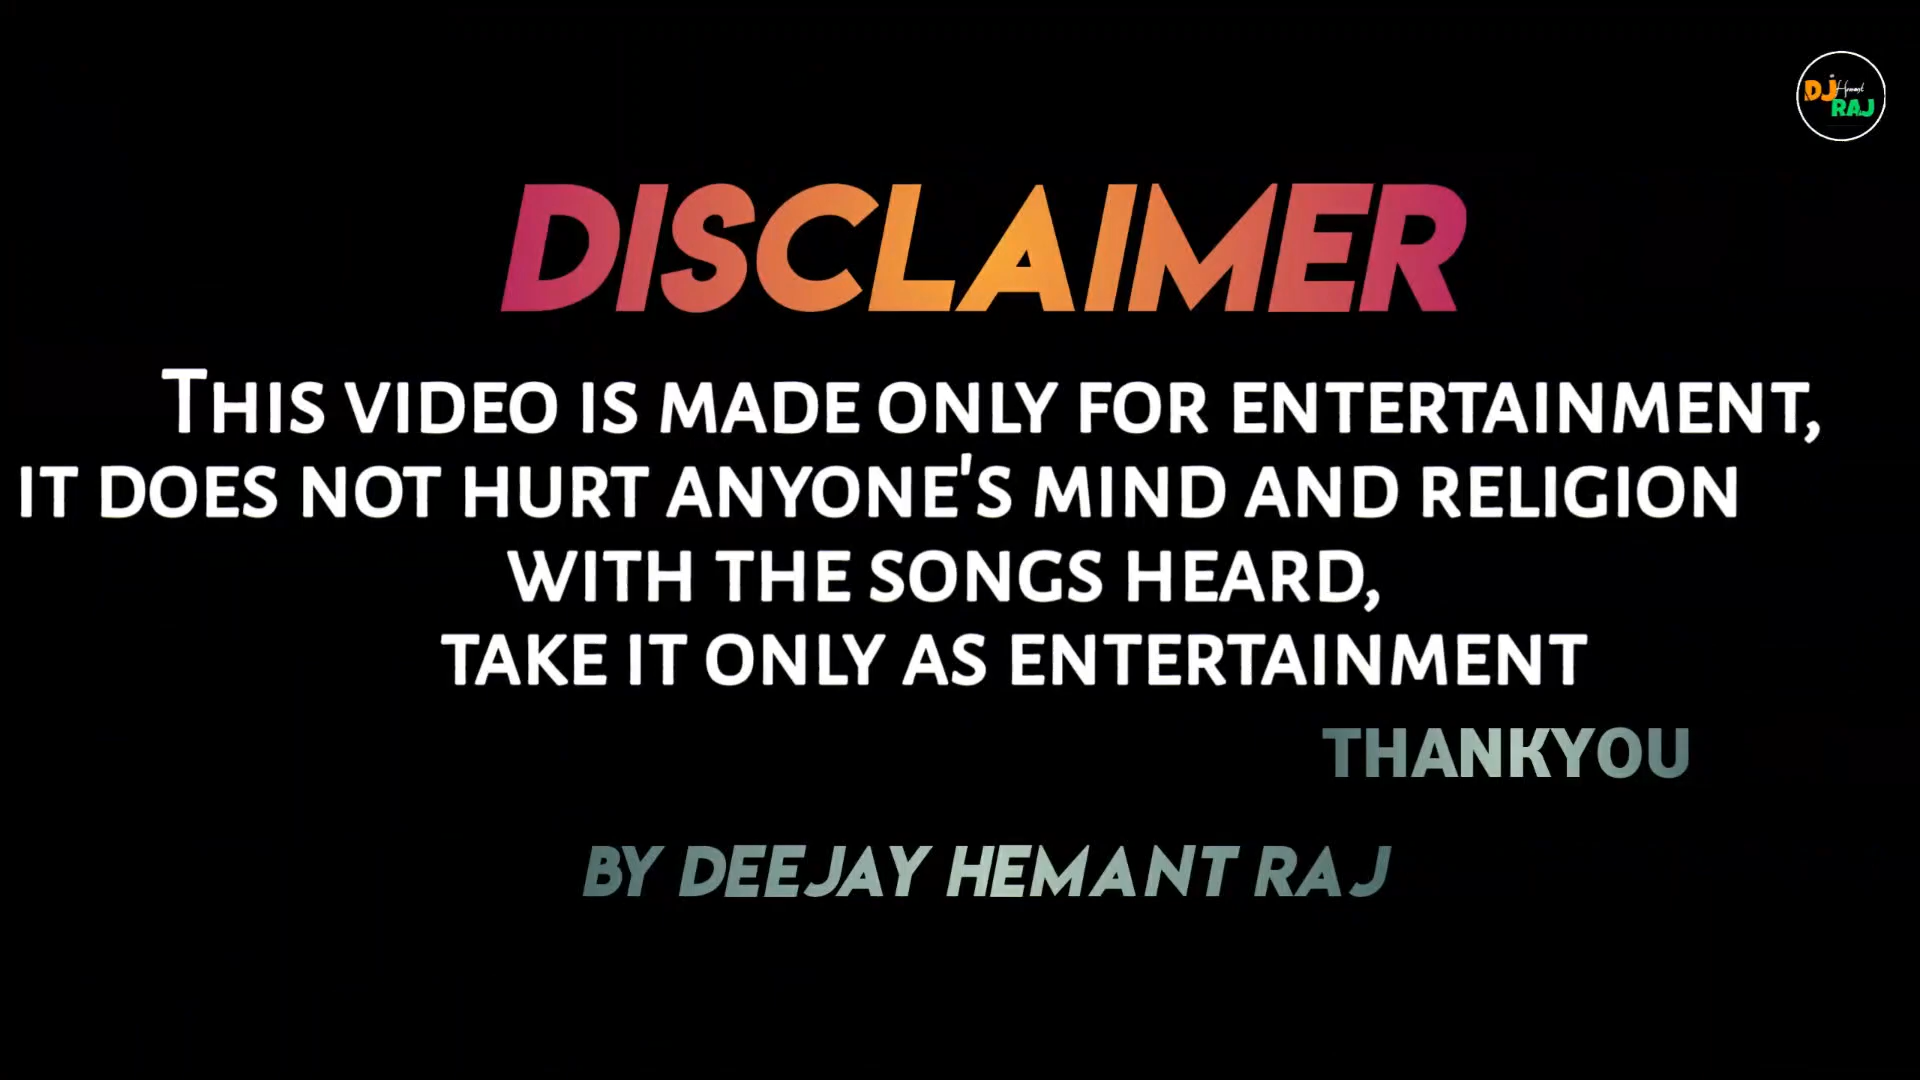 DJ Hemant
RAJ
DISCLAIMER
THIS VIDEO IS MADE ONLY FOR ENTERTAINMENT,
IT DOES NOT HURT ANYONE'S MIND AND RELIGION
WITH THE SONGS HEARD,
TAKE IT ONLY AS ENTERTAINMENT
THANKYOU
BY DEEJAY HEMANT RAJ